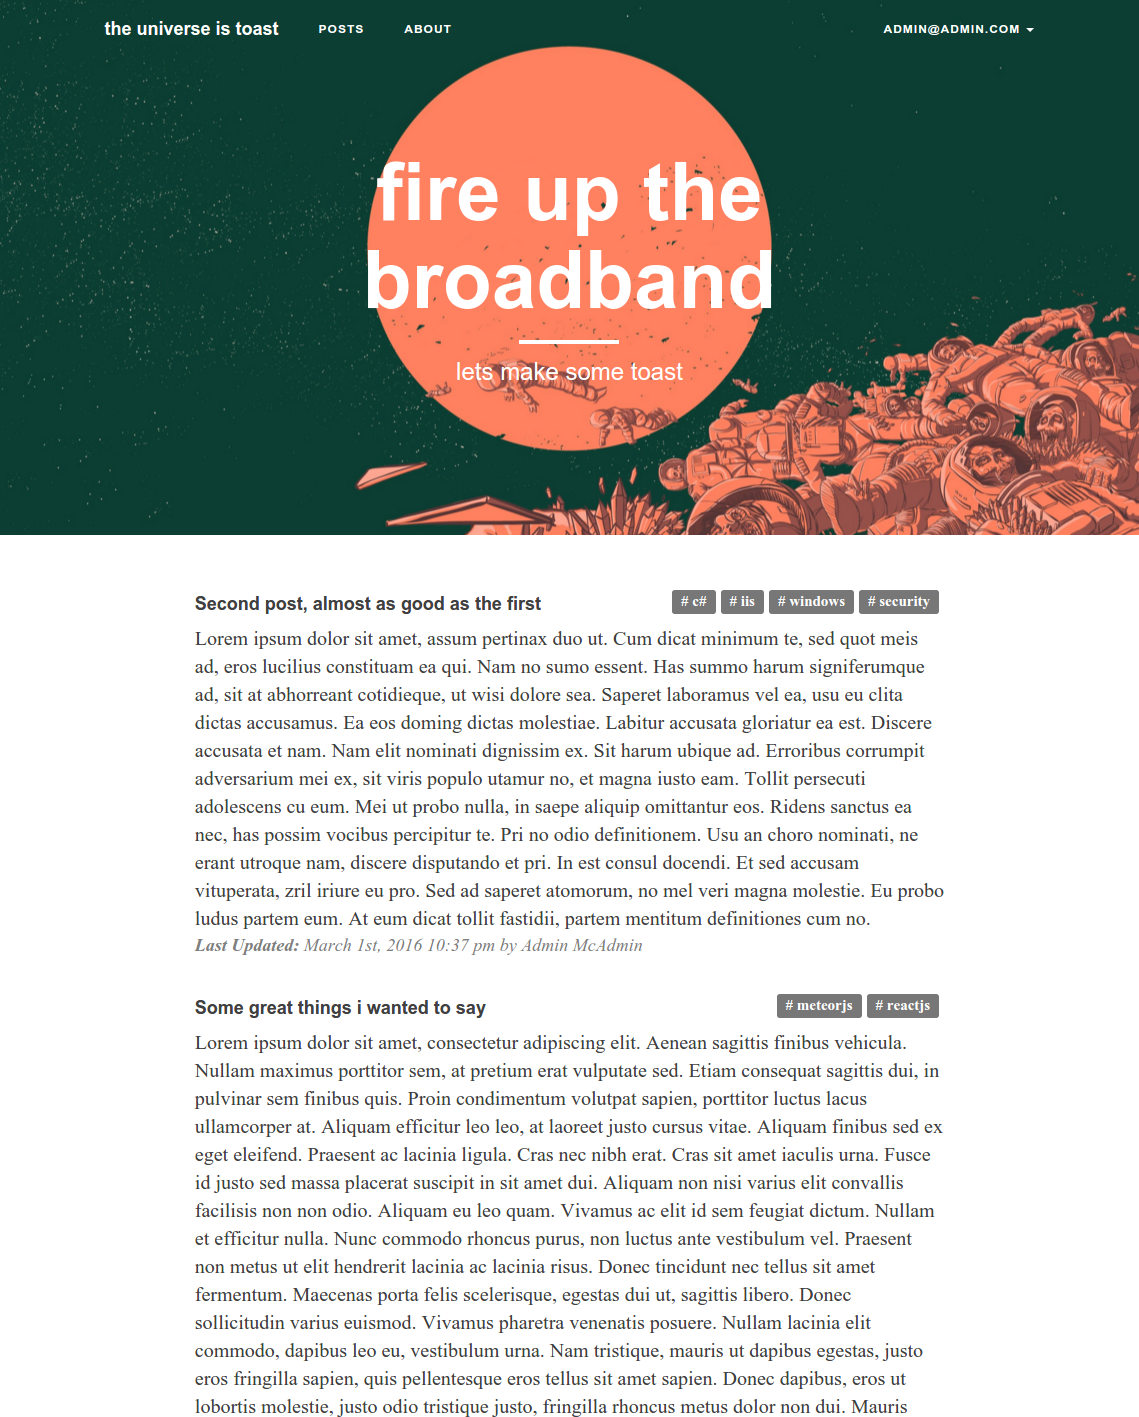 the universe is toast POSTS ABOUT ADMIN@ADMIN.COM
fire up the
broadband
lets make some toast
Second post, almost as good as the first # c# # iis # windows # security
Lorem ipsum dolor sit amet, assum pertinax duo ut. Cum dicat minimum te, sed quot meis
ad, eros lucilius constituam ea qui. Nam no sumo essent. Has summo harum signiferumque
ad, sit at abhorreant cotidieque, ut wisi dolore sea. Saperet laboramus vel ea, usu eu clita
dictas accusamus. Ea eos doming dictas molestiae. Labitur accusata gloriatur ea est. Discere
accusata et nam. Nam elit nominati dignissim ex. Sit harum ubique ad. Erroribus corrumpit
adversarium mei ex, sit viris populo utamur no, et magna iusto eam. Tollit persecuti
adolescens cu eum. Mei ut probo nulla, in saepe aliquip omittantur eos. Ridens sanctus ea
nec, has possim vocibus percipitur te. Pri no odio definitionem. Usu an choro nominati, ne
erant utroque nam, discere disputando et pri. In est consul docendi. Et sed accusam
vituperata, zril iriure eu pro. Sed ad saperet atomorum, no mel veri magna molestie. Eu probo
ludus partem eum. At eum dicat tollit fastidii, partem mentitum definitiones cum no.
Last Updated: March 1st, 2016 10:37 pm by Admin McAdmin
Some great things i wanted to say # meteorjs # reactjs
Lorem ipsum dolor sit amet, consectetur adipiscing elit. Aenean sagittis finibus vehicula.
Nullam maximus porttitor sem, at pretium erat vulputate sed. Etiam consequat sagittis dui, in
pulvinar sem finibus quis. Proin condimentum volutpat sapien, porttitor luctus lacus
ullamcorper at. Aliquam efficitur leo leo, at laoreet justo cursus vitae. Aliquam finibus sed ex
eget eleifend. Praesent ac lacinia ligula. Cras nec nibh erat. Cras sit amet iaculis urna. Fusce
id justo sed massa placerat suscipit in sit amet dui. Aliquam non nisi varius elit convallis
facilisis non non odio. Aliquam eu leo quam. Vivamus ac elit id sem feugiat dictum. Nullam
et efficitur nulla. Nunc commodo rhoncus purus, non luctus ante vestibulum vel. Praesent
non metus ut elit hendrerit lacinia ac lacinia risus. Donec tincidunt nec tellus sit amet
fermentum. Maecenas porta felis scelerisque, egestas dui ut, sagittis libero. Donec
sollicitudin varius euismod. Vivamus pharetra venenatis posuere. Nullam lacinia elit
commodo, dapibus leo eu, vestibulum urna. Nam tristique, mauris ut dapibus egestas, justo
eros fringilla sapien, quis pellentesque eros tellus sit amet sapien. Donec dapibus, eros ut
lobortis molestie, justo odio tristique justo, fringilla rhoncus metus dolor non dui. Mauris